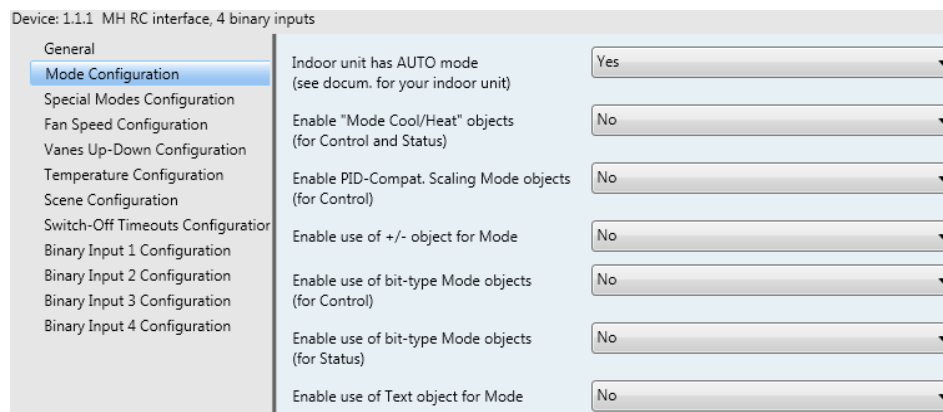 Device: 1.1.1 MH RC interface, 4 binary inputs
General
Mode Configuration
Special Modes Configuration
Fan Speed Configuration
Vanes Up-Down Configuration
Temperature Configuration
Scene Configuration
Switch-Off Timeouts Configuration
Binary Input 1 Configuration
Binary Input 2 Configuration
Binary Input 3 Configuration
Binary Input 4 Configuration
Indoor unit has AUTO mode
(see docum. for your indoor unit)
Yes
Enable "Mode Cool/Heat" objects
(for Control and Status)
No
Enable PID-Compat. Scaling Mode objects
(for Control)
No
Enable use of +/- object for Mode
No
Enable use of bit-type Mode objects
(for Control)
No
Enable use of bit-type Mode objects
(for Status)
No
Enable use of Text object for Mode
No